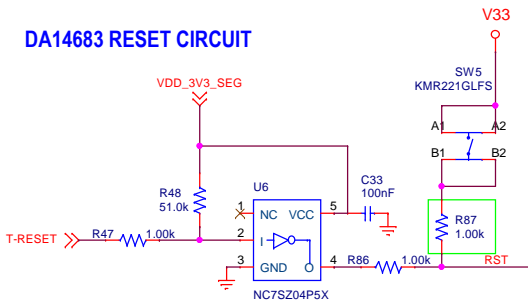 V33
DA14683 RESET CIRCUIT
SW5
KMR221GLFS
VDD_3V3_SEG
A1 A2
B1 B2
R48
51.0k
U6
C33
100nF
1 NC VCC 5
R87
1.00k
T-RESET R47 1.00k
2 I
3 GND O 4
R86 1.00k
RST
NC7SZ04P5X